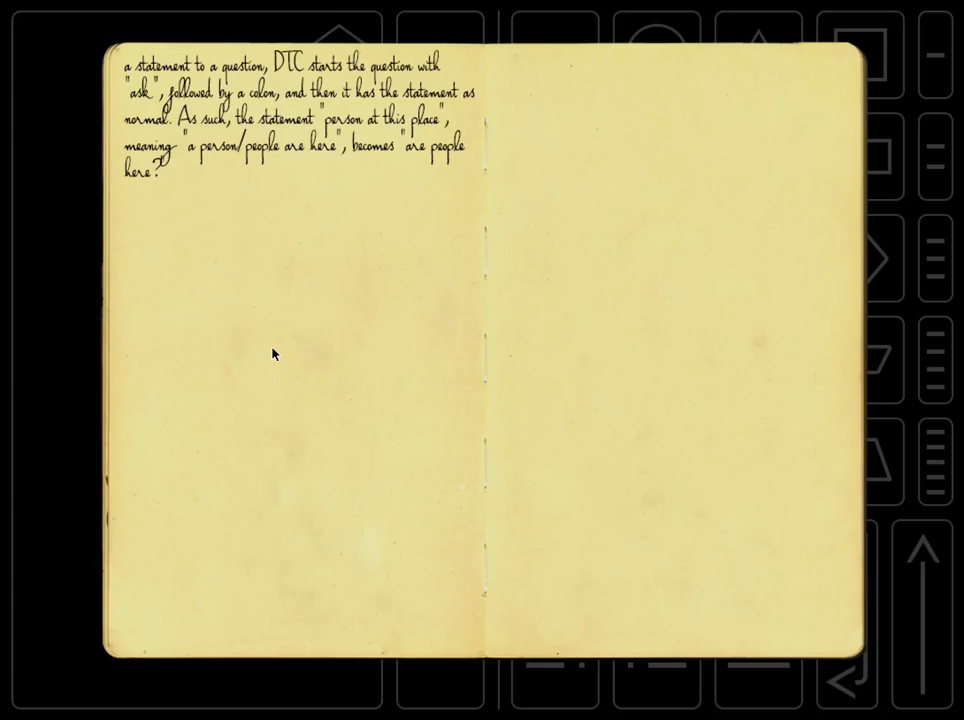 a statement to a question, DTC starts the question with
"ask", followed by a colon, and then it has the statement as
normal. As such, the statement "person at this place",
meaning "a person/people are here", becomes "are people
here?"